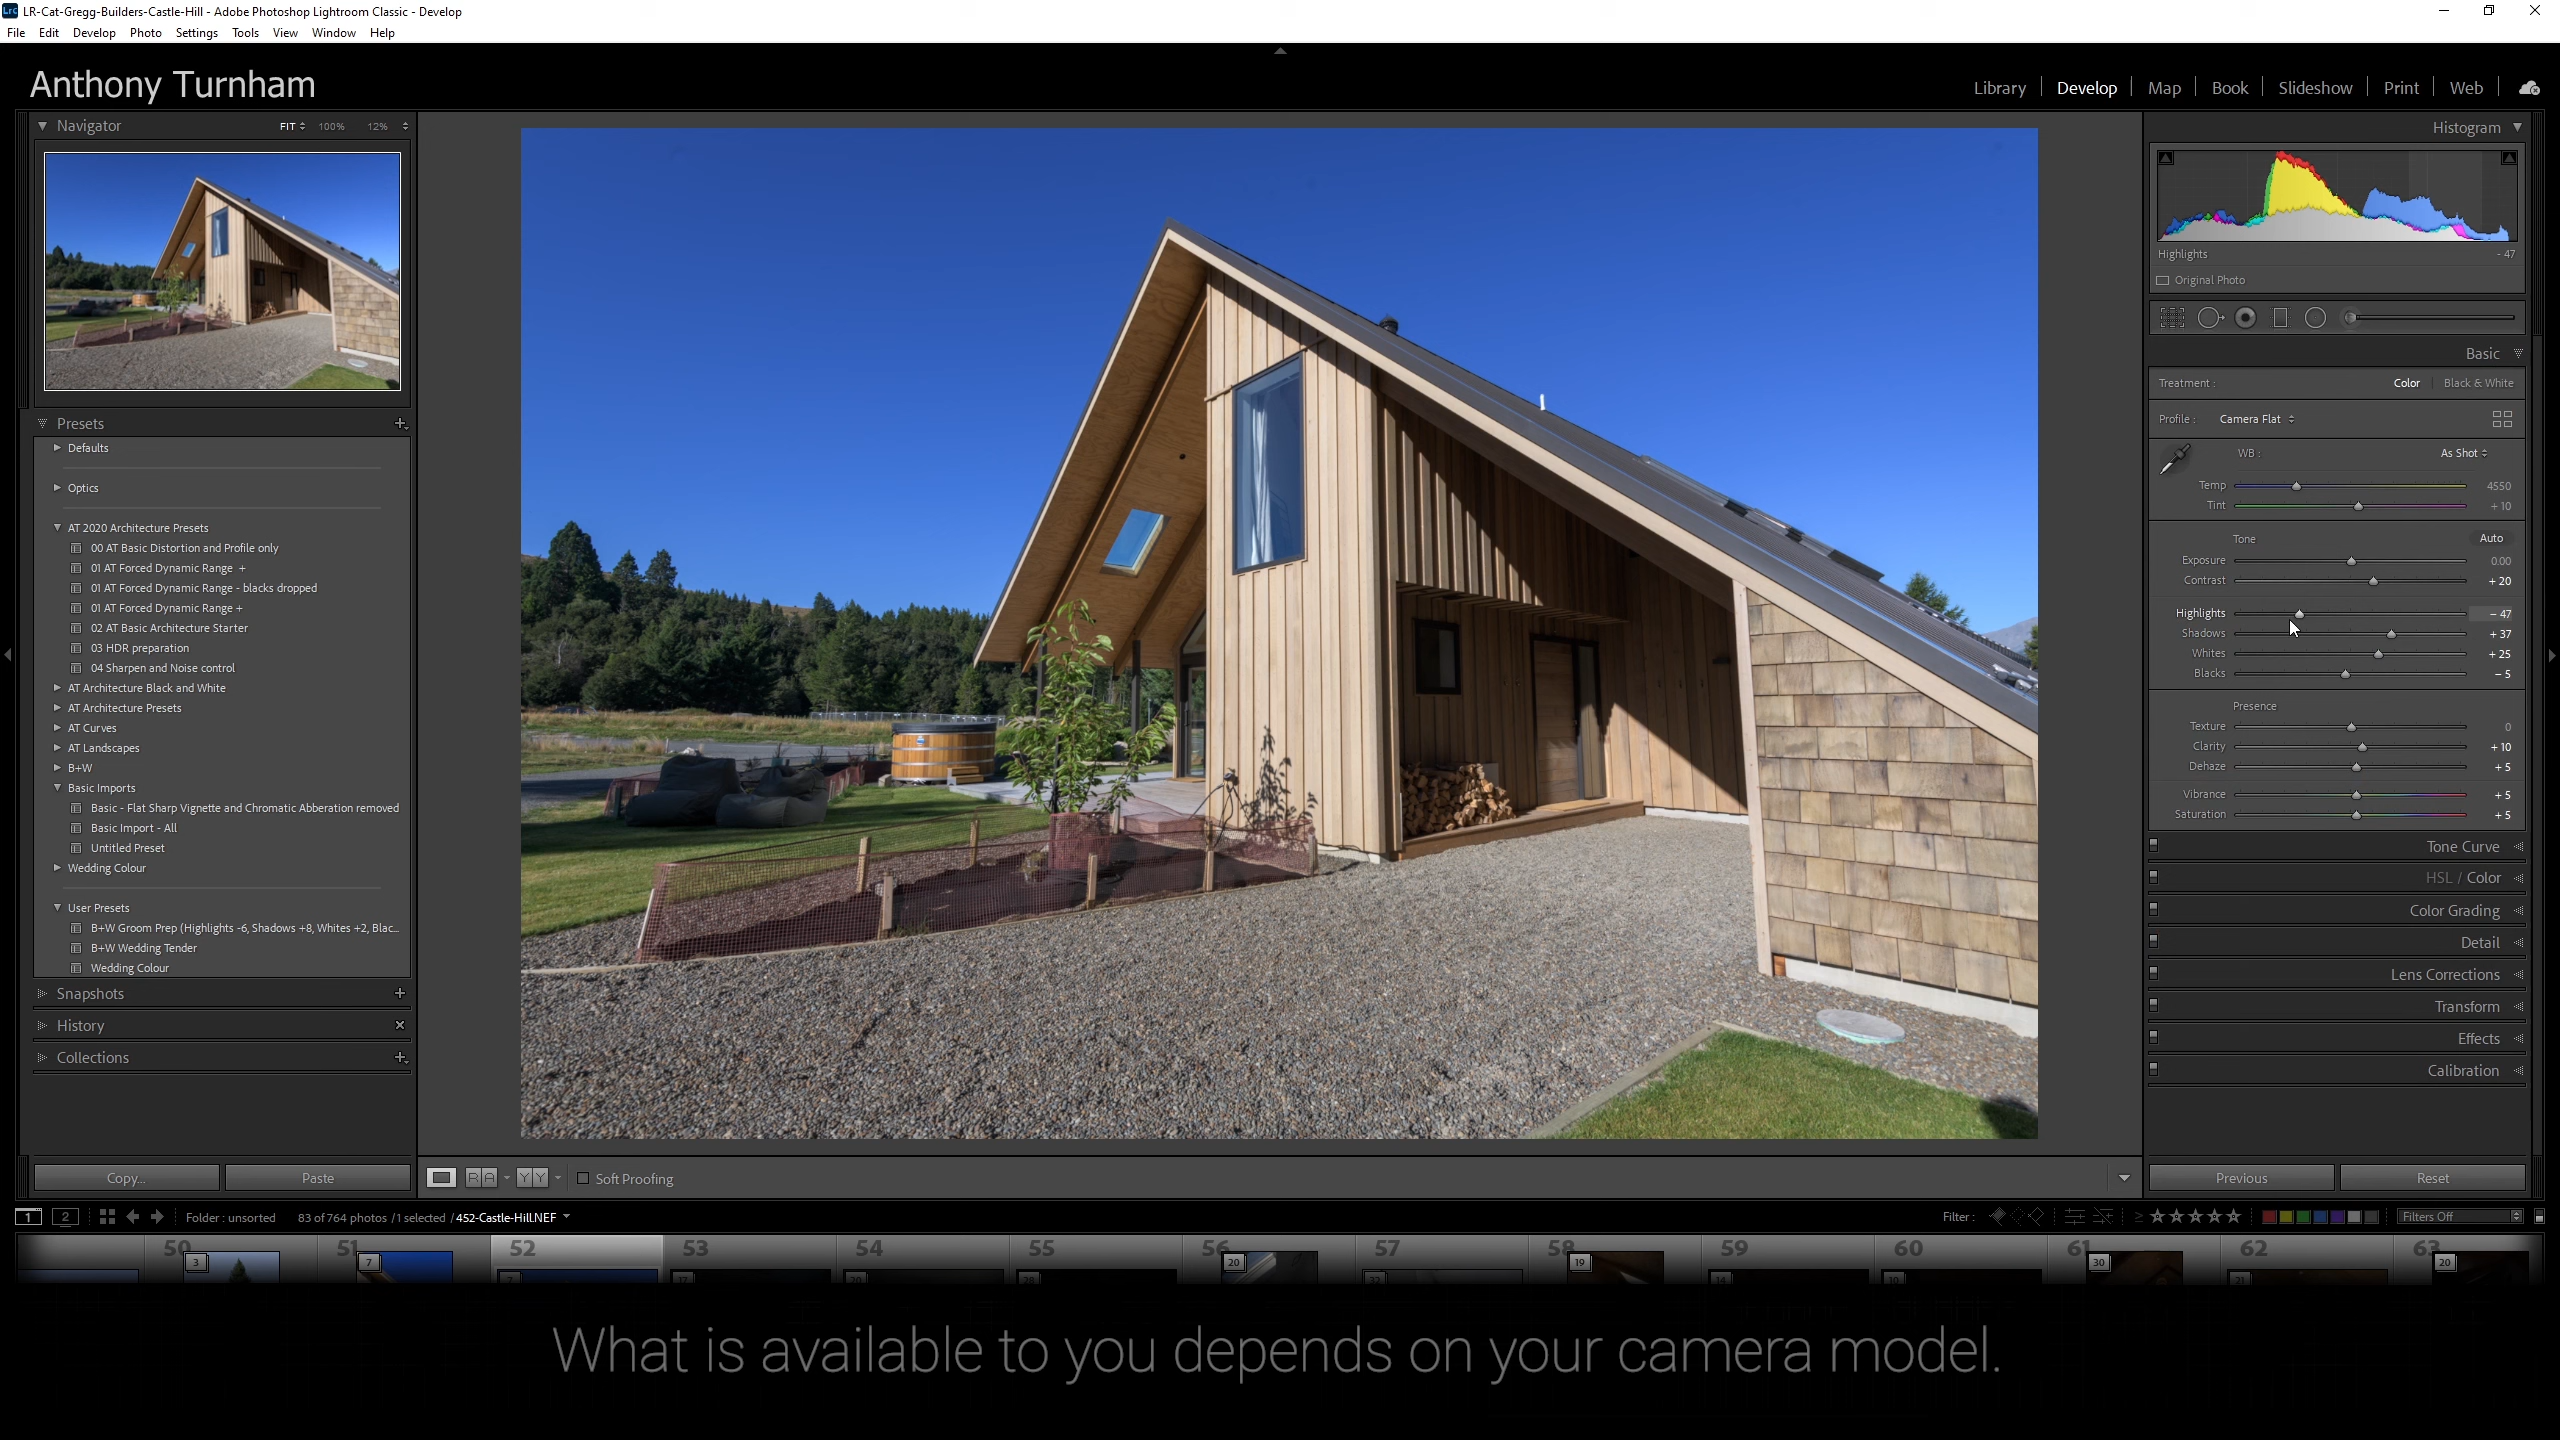 LR-Cat-Gregg-Builders-Castle-Hill - Adobe Photoshop Lightroom Classic - Develop
File Edit Develop Photo Settings Tools View Window Help
Anthony Turnham
Library Develop Map Book Slideshow Print Web
Navigator FIT 100% 12%
Presets
Defaults
Optics
AT 2020 Architecture Presets
00 AT Basic Distortion and Profile only
01 AT Forced Dynamic Range +
01 AT Forced Dynamic Range - blacks dropped
01 AT Forced Dynamic Range +
02 AT Basic Architecture Starter
03 HDR preparation
04 Sharpen and Noise control
AT Architecture Black and White
AT Architecture Presets
AT Curves
AT Landscapes
B+W
Basic Imports
Basic - Flat Sharp Vignette and Chromatic Abberation removed
Basic Import - All
Untitled Preset
Wedding Colour
User Presets
B+W Groom Prep (Highlights -6, Shadows +8, Whites +2, Blac...
B+W Wedding Tender
Wedding Colour
Snapshots
History
Collections
Copy... Paste
Soft Proofing
Histogram
Highlights - 47
Original Photo
Basic
Treatment : Color Black & White
Profile : Camera Flat
WB : As Shot
Temp 4550
Tint + 10
Tone Auto
Exposure 0.00
Contrast + 20
Highlights - 47
Shadows + 37
Whites + 25
Blacks - 5
Presence
Texture 0
Clarity + 10
Dehaze + 5
Vibrance + 5
Saturation + 5
Tone Curve
HSL / Color
Color Grading
Detail
Lens Corrections
Transform
Effects
Calibration
Previous Reset
1 2 Folder : unsorted 83 of 764 photos / 1 selected / 452-Castle-Hill.NEF Filter : Filters Off
50 51 52 53 54 55 56 57 58 59 60 61 62 63
3 7 20 19 30 20
What is available to you depends on your camera model.